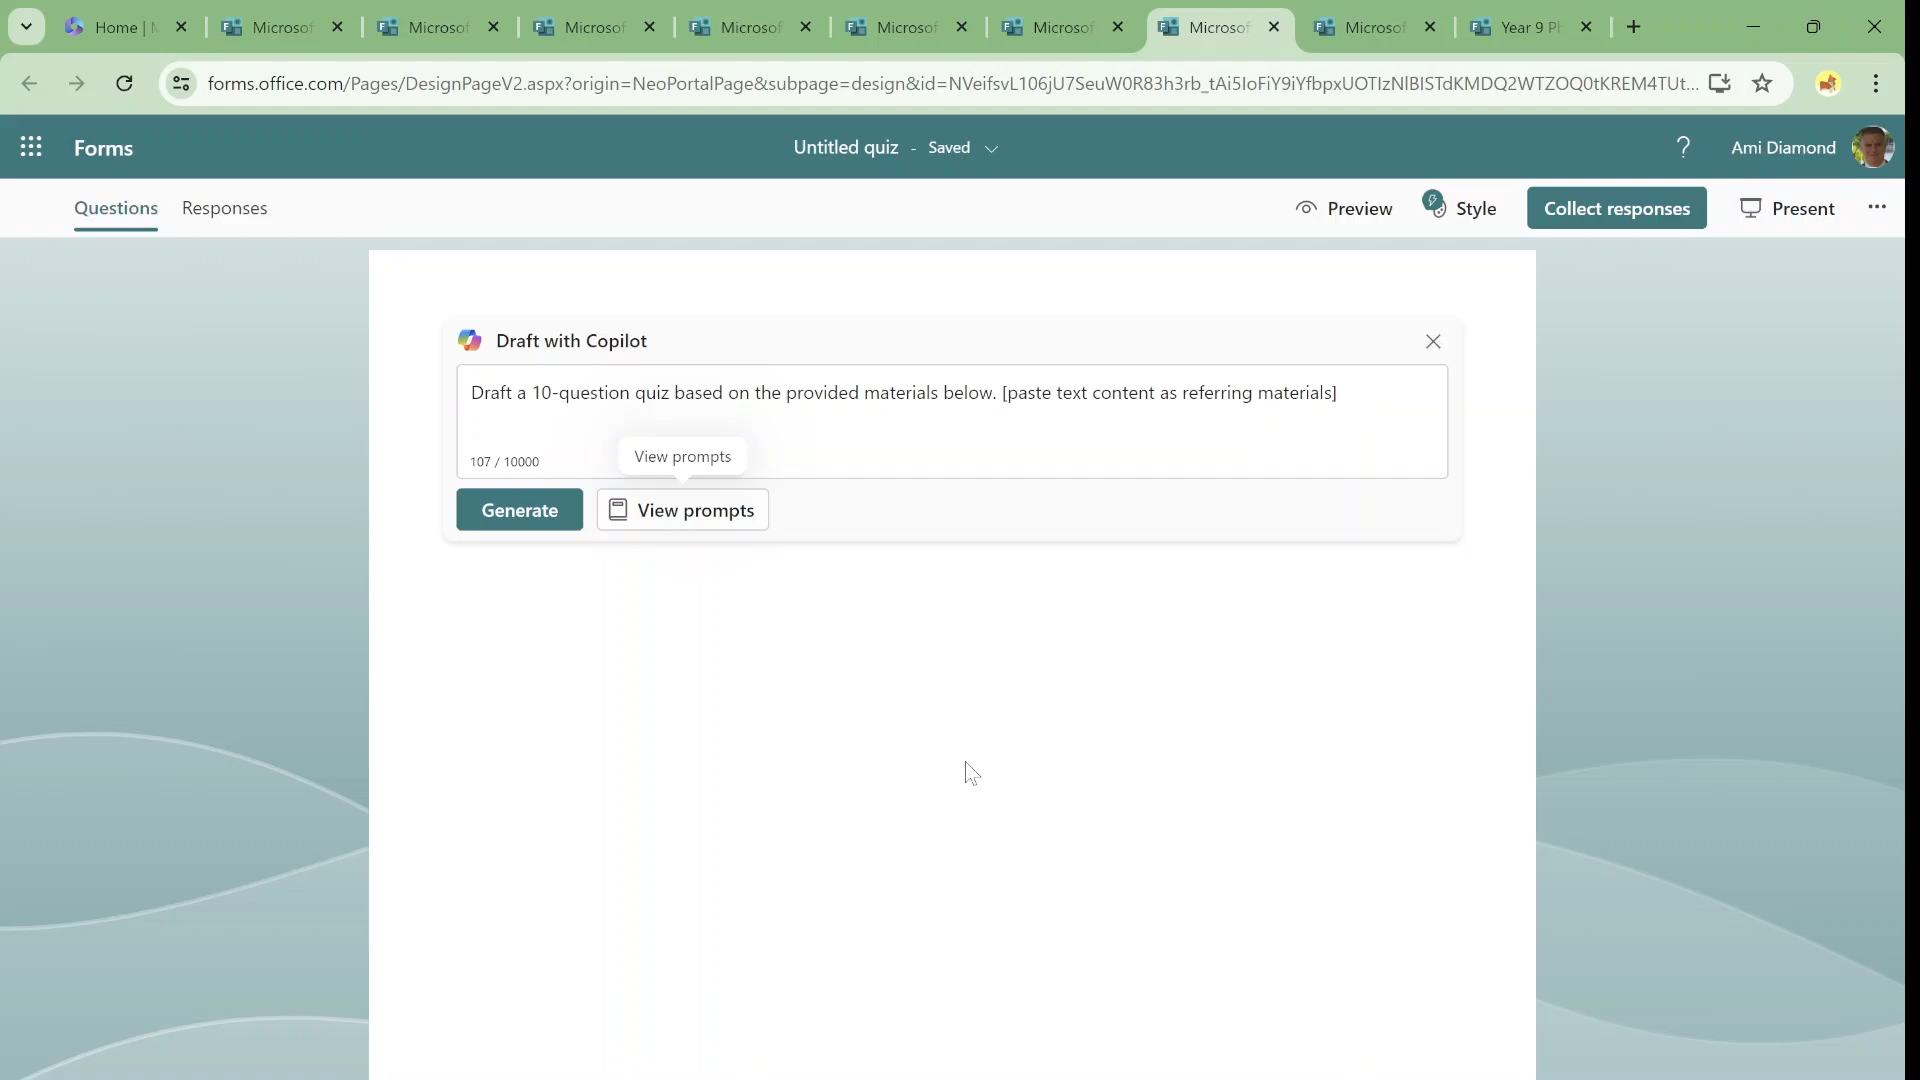 Home | M
Microsof
Microsof
Microsof
Microsof
Microsof
Microsof
Microsof
Microsof
Year 9 Ph
forms.office.com/Pages/DesignPageV2.aspx?origin=NeoPortalPage&subpage=design&id=NVeifsvL106jU7SeuW0R83h3rb_tAi5IoFiY9iYfbpxUOTIzNlBISTdKMDQ2WTZOQ0tKREM4TUt...
Forms
Untitled quiz - Saved
?
Ami Diamond
Questions
Responses
Preview
Style
Collect responses
Present
Draft with Copilot
Draft a 10-question quiz based on the provided materials below. [paste text content as referring materials]
107 / 10000
View prompts
Generate
View prompts